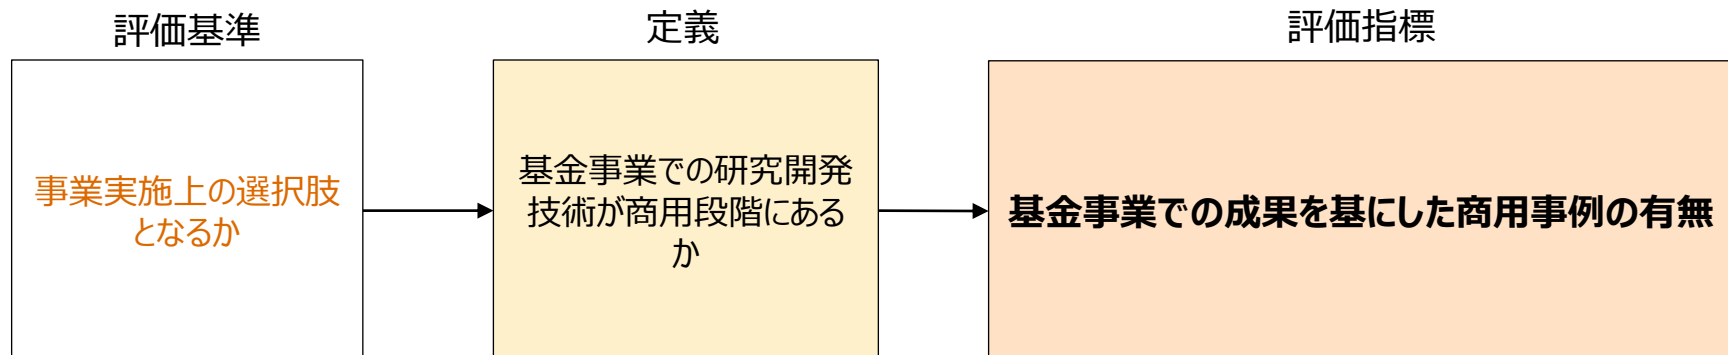 評価基準
定義
評価指標
事業実施上の選択肢
となるか
基金事業での研究開発
技術が商用段階にある
か
基金事業での成果を基にした商用事例の有無